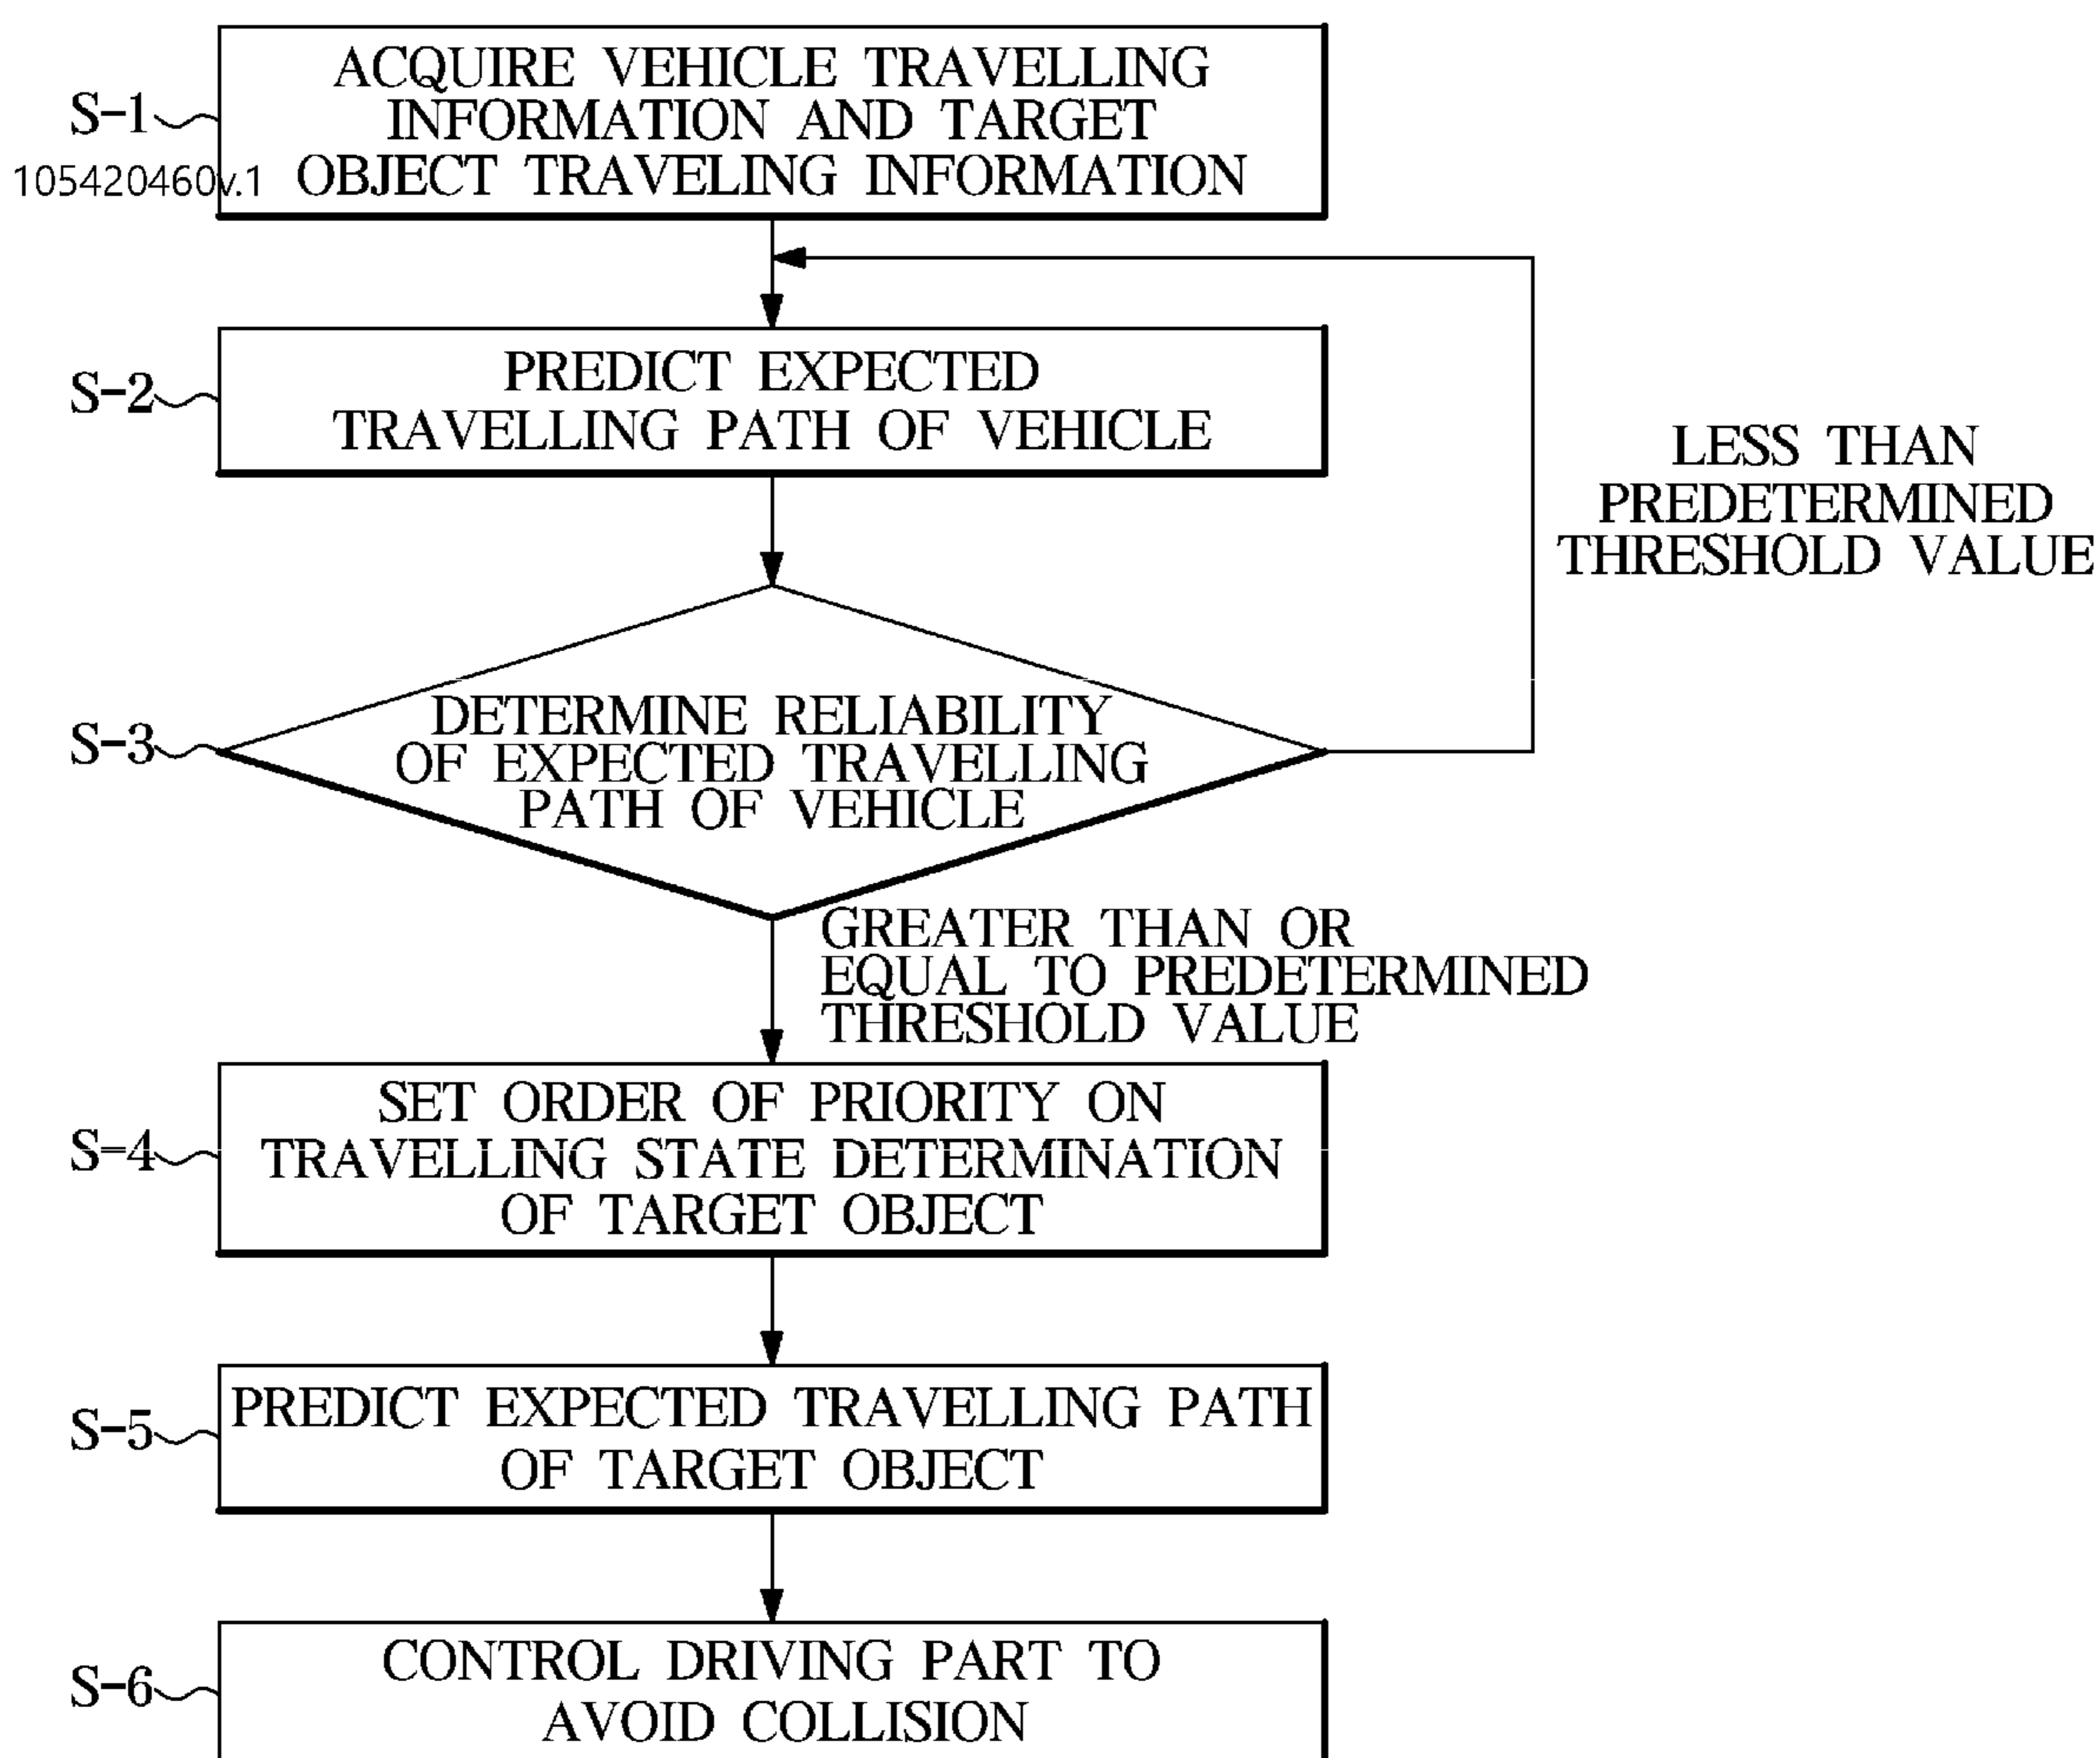 ACQUIRE VEHICLE TRAVELLING
INFORMATION AND TARGET
OBJECT TRAVELING INFORMATION
S-1
105420460v.1
PREDICT EXPECTED
TRAVELLING PATH OF VEHICLE
S-2
LESS THAN
PREDETERMINED
THRESHOLD VALUE
DETERMINE RELIABILITY
OF EXPECTED TRAVELLING
PATH OF VEHICLE
S-3
GREATER THAN OR
EQUAL TO PREDETERMINED
THRESHOLD VALUE
SET ORDER OF PRIORITY ON
TRAVELLING STATE DETERMINATION
OF TARGET OBJECT
S-4
PREDICT EXPECTED TRAVELLING PATH
OF TARGET OBJECT
S-5
CONTROL DRIVING PART TO
AVOID COLLISION
S-6